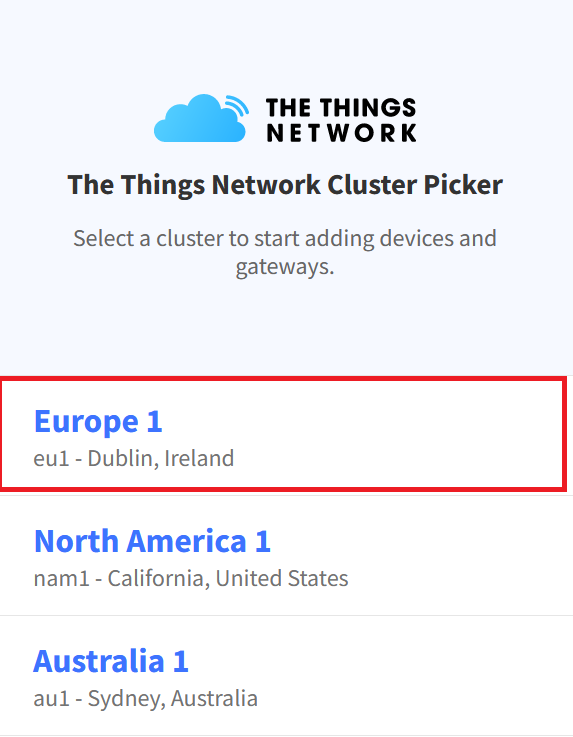 THE THINGS
NETWORK
The Things Network Cluster Picker
Select a cluster to start adding devices and
gateways.
Europe 1
eu1 - Dublin, Ireland
North America 1
nam1 - California, United States
Australia 1
au1 - Sydney, Australia